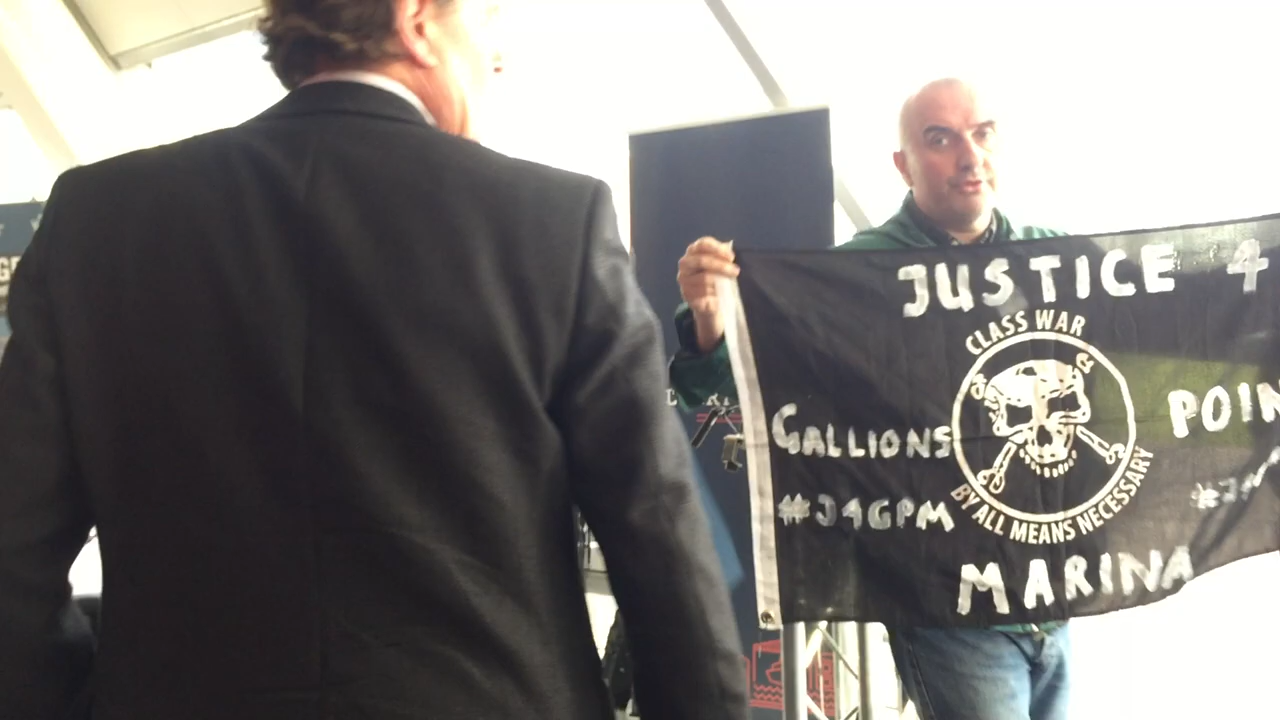 JUSTICE 4
CLASS WAR
GALLIONS
POIN
#J4GPM
BY ALL MEANS NECESSARY
MARINA